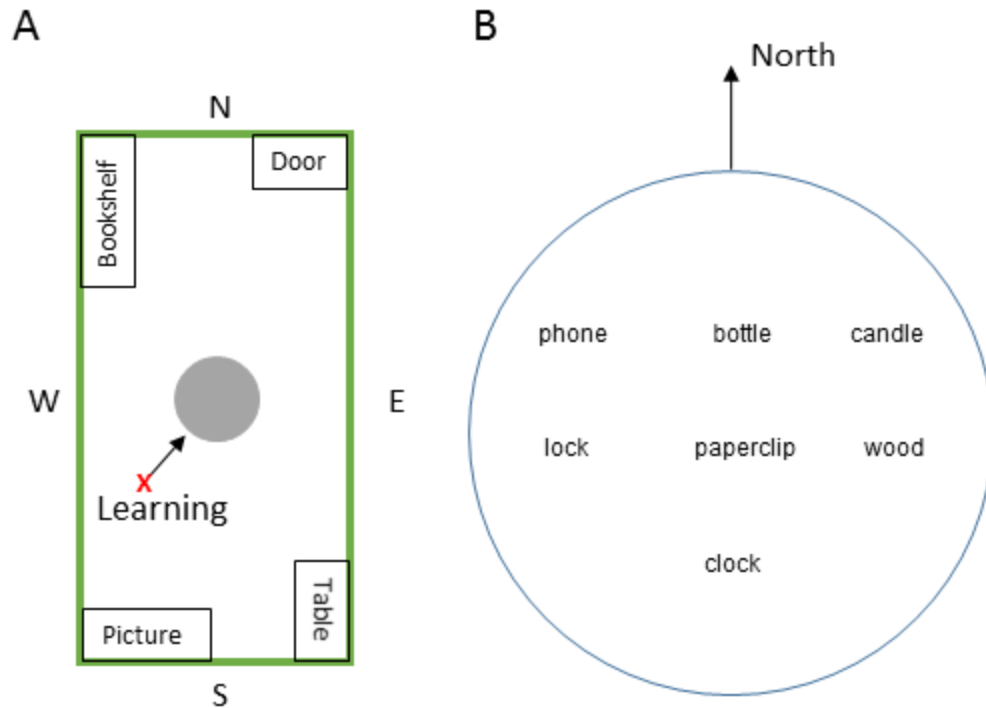 A
N
Bookshelf
Door
W
E
X
Learning
Picture
Table
S
B
North
phone bottle candle
lock paperclip wood
clock